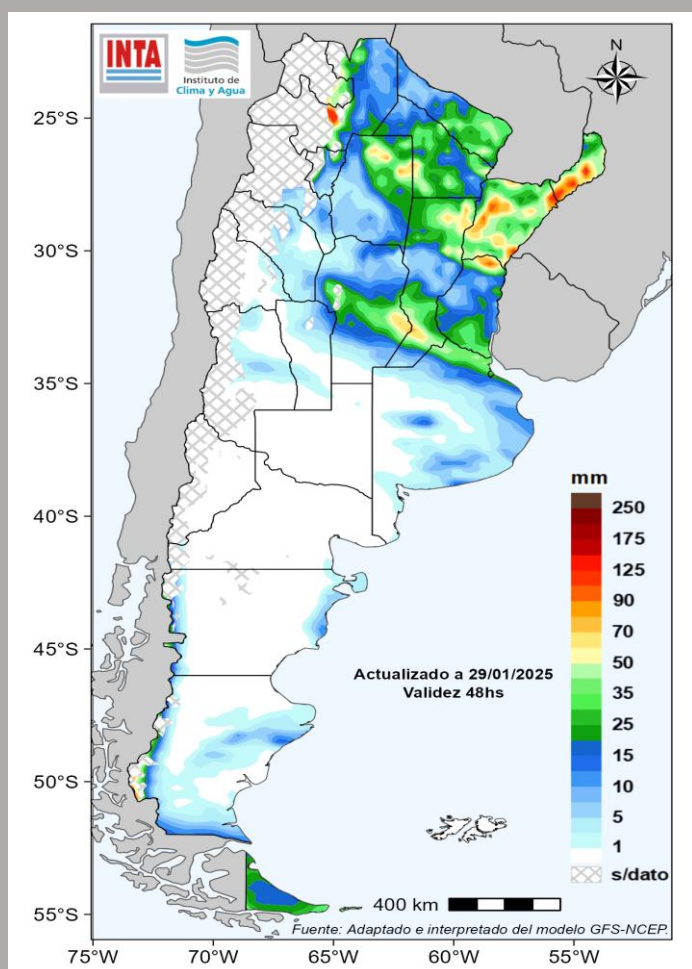 INTA
Instituto de
Clima y Agua
N
25°S
30°S
35°S
40°S
45°S
50°S
55°S
mm
250
175
125
90
70
50
35
25
15
10
5
1
s/dato
Actualizado a 29/01/2025
Validez 48hs
400 km
Fuente: Adaptado e interpretado del modelo GFS-NCEP.
75°W
70°W
65°W
60°W
55°W